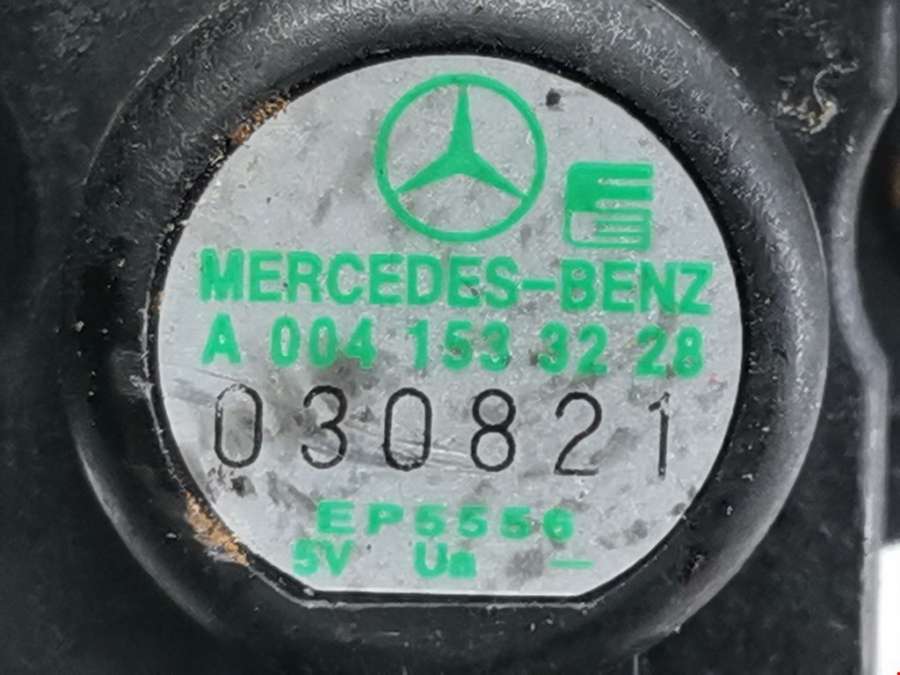 MERCEDES-BENZ
A 004 153 32 28
030821
EP5556
5V Ua —